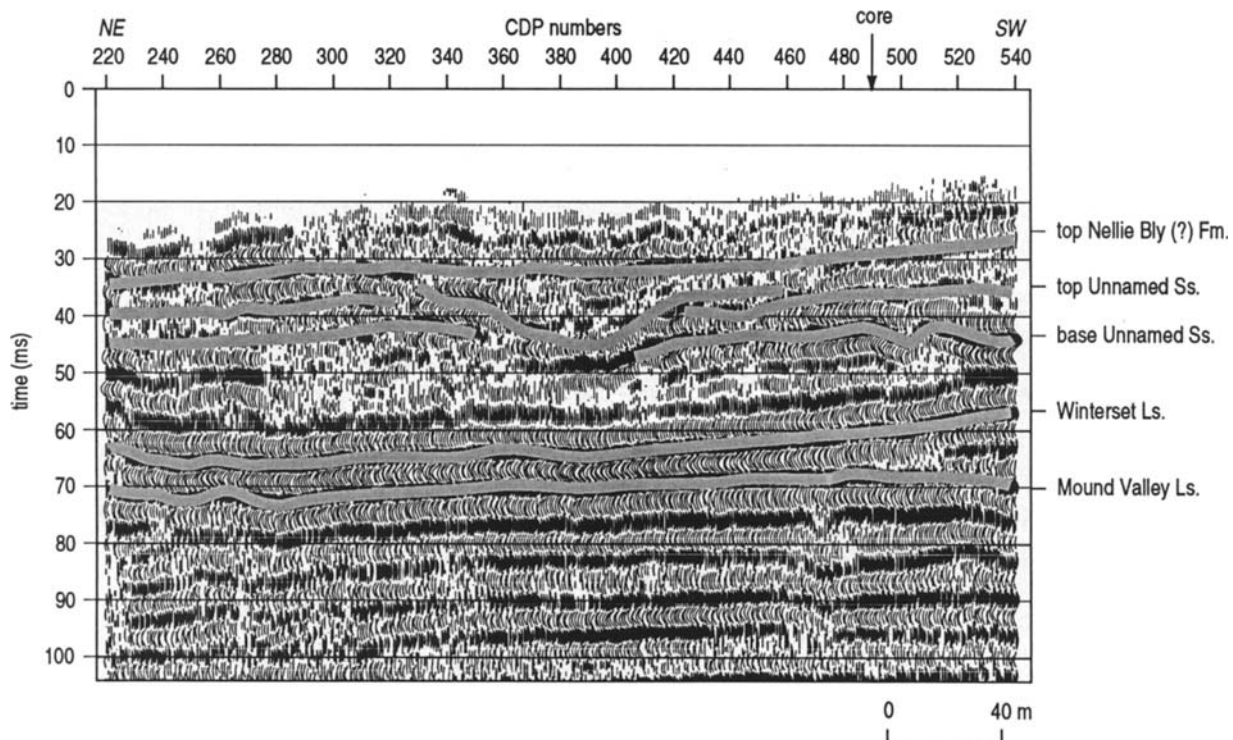 core
NE CDP numbers SW
220 240 260 280 300 320 340 360 380 400 420 440 460 480 500 520 540
0
10
20
top Nellie Bly (?) Fm.
30
top Unnamed Ss.
40
base Unnamed Ss.
time (ms)
50
Winterset Ls.
60
70
Mound Valley Ls.
80
90
100
0 40 m